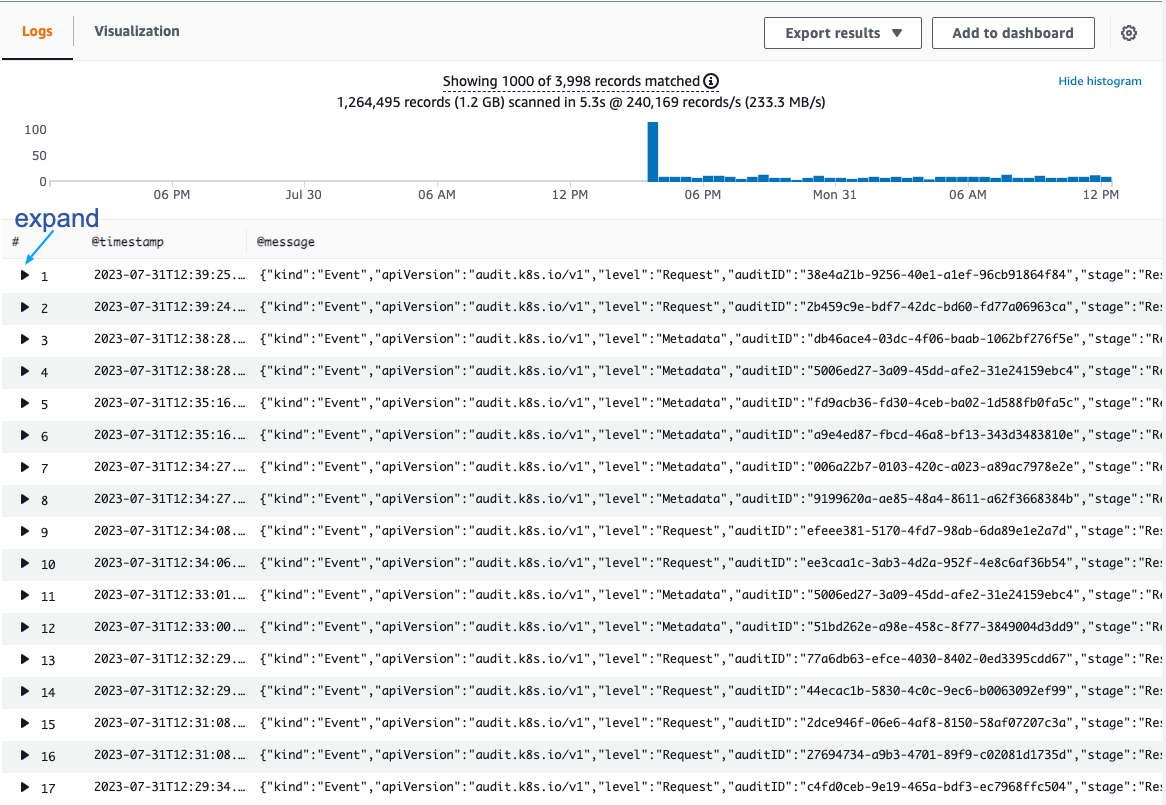 Logs Visualization Export results Add to dashboard
Showing 1000 of 3,998 records matched
Hide histogram
1,264,495 records (1.2 GB) scanned in 5.3s @ 240,169 records/s (233.3 MB/s)
100
50
0
06 PM Jul 30 06 AM 12 PM 06 PM Mon 31 06 AM 12 PM
expand
# @timestamp @message
1 2023-07-31T12:39:25.... {"kind":"Event","apiVersion":"audit.k8s.io/v1","level":"Request","auditID":"38e4a21b-9256-40e1-a1ef-96cb91864f84","stage":"Res
2 2023-07-31T12:39:24.... {"kind":"Event","apiVersion":"audit.k8s.io/v1","level":"Request","auditID":"2b459c9e-bdf7-42dc-bd60-fd77a06963ca","stage":"Res
3 2023-07-31T12:38:28.... {"kind":"Event","apiVersion":"audit.k8s.io/v1","level":"Metadata","auditID":"db46ace4-03dc-4f06-baab-1062bf276f5e","stage":"Re
4 2023-07-31T12:38:28.... {"kind":"Event","apiVersion":"audit.k8s.io/v1","level":"Metadata","auditID":"5006ed27-3a09-45dd-afe2-31e24159ebc4","stage":"Re
5 2023-07-31T12:35:16.... {"kind":"Event","apiVersion":"audit.k8s.io/v1","level":"Metadata","auditID":"fd9acb36-fd30-4ceb-ba02-1d588fb0fa5c","stage":"Re
6 2023-07-31T12:35:16.... {"kind":"Event","apiVersion":"audit.k8s.io/v1","level":"Metadata","auditID":"a9e4ed87-fbcd-46a8-bf13-343d3483810e","stage":"Re
7 2023-07-31T12:34:27.... {"kind":"Event","apiVersion":"audit.k8s.io/v1","level":"Metadata","auditID":"006a22b7-0103-420c-a023-a89ac7978e2e","stage":"Re
8 2023-07-31T12:34:27.... {"kind":"Event","apiVersion":"audit.k8s.io/v1","level":"Metadata","auditID":"9199620a-ae85-48a4-8611-a62f3668384b","stage":"Re
9 2023-07-31T12:34:08.... {"kind":"Event","apiVersion":"audit.k8s.io/v1","level":"Request","auditID":"efeee381-5170-4fd7-98ab-6da89e1e2a7d","stage":"Res
10 2023-07-31T12:34:06.... {"kind":"Event","apiVersion":"audit.k8s.io/v1","level":"Request","auditID":"ee3caa1c-3ab3-4d2a-952f-4e8c6af36b54","stage":"Res
11 2023-07-31T12:33:01.... {"kind":"Event","apiVersion":"audit.k8s.io/v1","level":"Metadata","auditID":"5006ed27-3a09-45dd-afe2-31e24159ebc4","stage":"Re
12 2023-07-31T12:33:00.... {"kind":"Event","apiVersion":"audit.k8s.io/v1","level":"Metadata","auditID":"51bd262e-a98e-458c-8f77-3849004d3dd9","stage":"Re
13 2023-07-31T12:32:29.... {"kind":"Event","apiVersion":"audit.k8s.io/v1","level":"Request","auditID":"77a6db63-efce-4030-8402-0ed3395cdd67","stage":"Res
14 2023-07-31T12:32:29.... {"kind":"Event","apiVersion":"audit.k8s.io/v1","level":"Request","auditID":"44ecac1b-5830-4c0c-9ec6-b0063092ef99","stage":"Res
15 2023-07-31T12:31:08.... {"kind":"Event","apiVersion":"audit.k8s.io/v1","level":"Request","auditID":"2dce946f-06e6-4af8-8150-58af07207c3a","stage":"Res
16 2023-07-31T12:31:08.... {"kind":"Event","apiVersion":"audit.k8s.io/v1","level":"Request","auditID":"27694734-a9b3-4701-89f9-c02081d1735d","stage":"Res
17 2023-07-31T12:29:34.... {"kind":"Event","apiVersion":"audit.k8s.io/v1","level":"Request","auditID":"c4fd0ceb-9e19-465a-bdf3-ec7968ffc504","stage":"Res